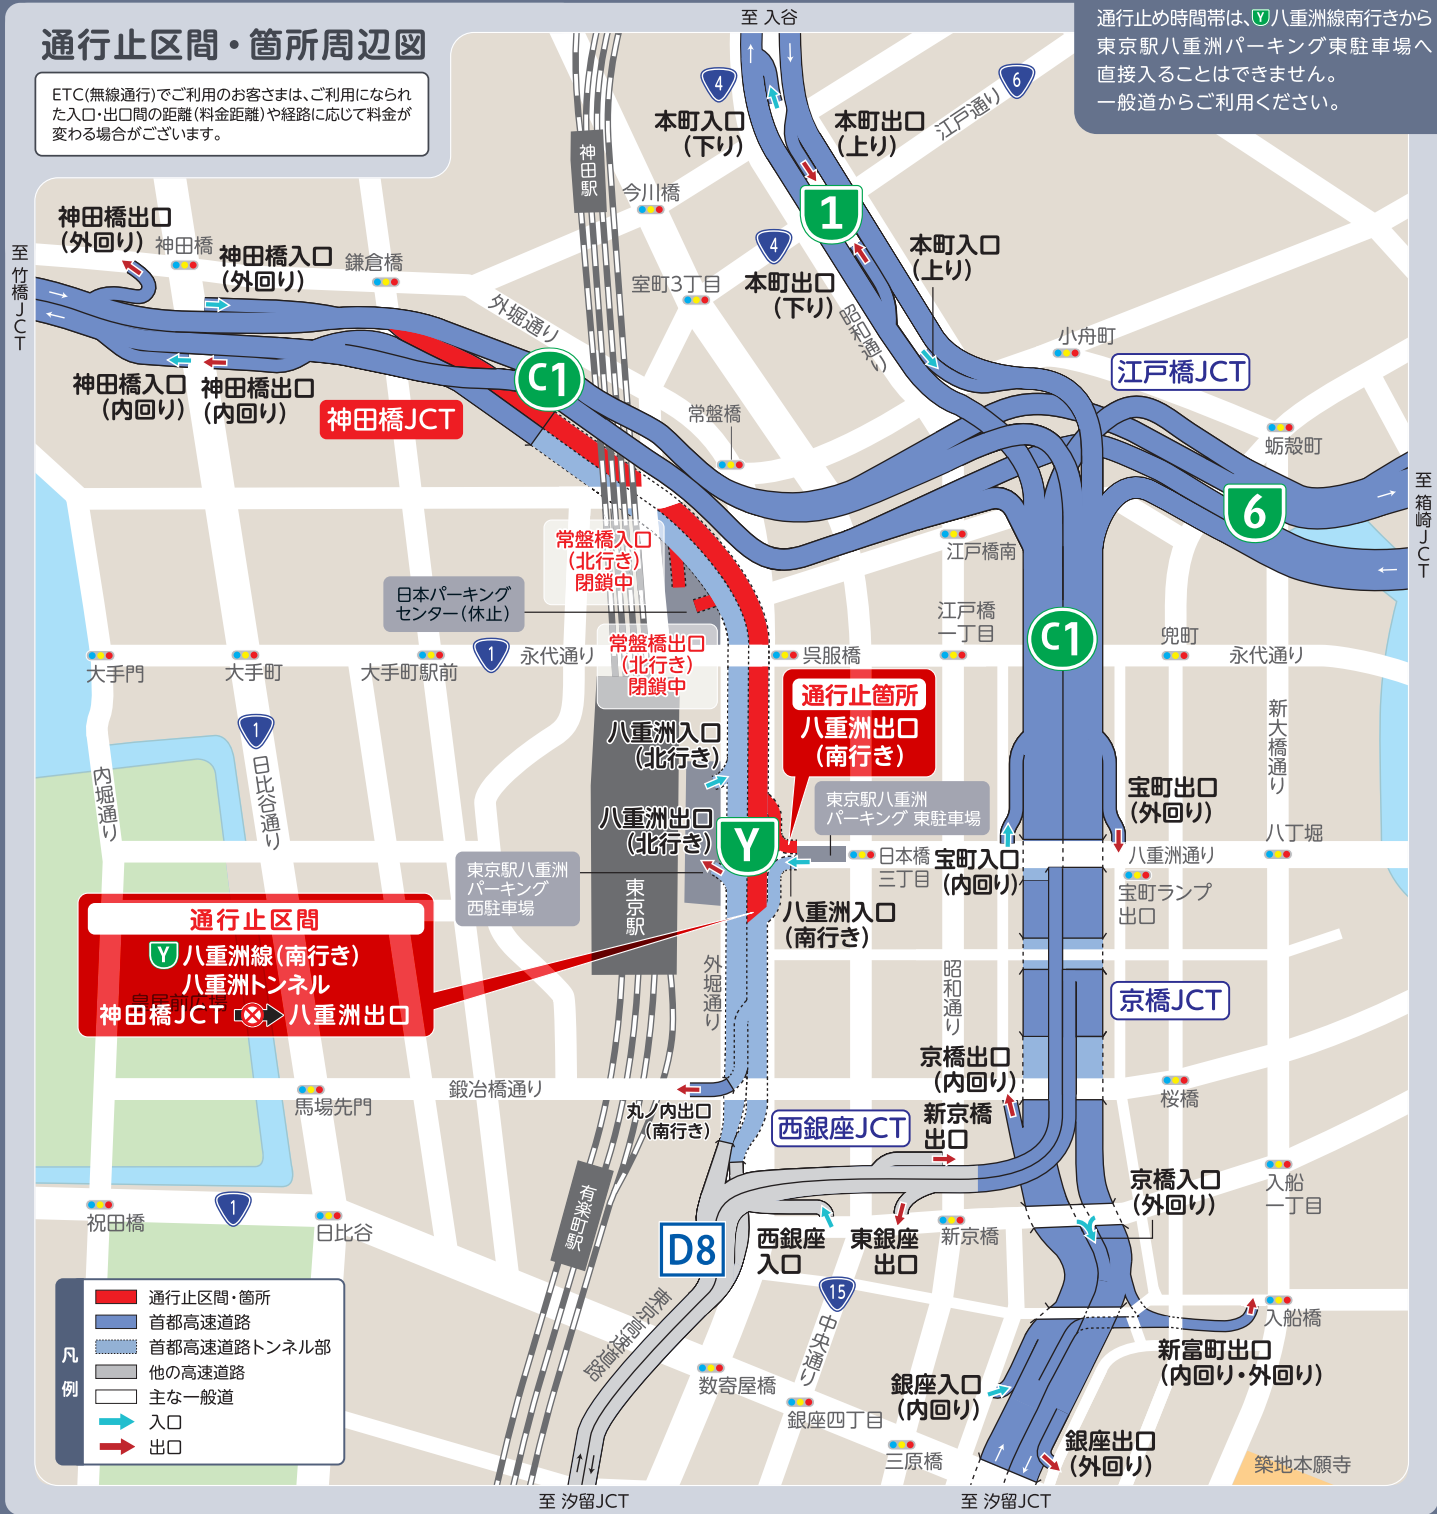 通行止区間・箇所周辺図
ETC(無線通行)でご利用のお客さまは、ご利用になられ
た入口・出口間の距離(料金距離)や経路に応じて料金が
変わる場合がございます。
通行止め時間帯は、Y八重洲線南行きから
東京駅八重洲パーキング東駐車場へ
直接入ることはできません。
一般道からご利用ください。
至 入谷
4
6
江戸通り
本町入口
(下り)
本町出口
(上り)
神田駅
今川橋
1
4
本町入口
(上り)
本町出口
(下り)
室町3丁目
昭和通り
小舟町
江戸橋JCT
蛎殻町
6
至 箱崎JCT
至 竹橋JCT
神田橋出口
(外回り)
神田橋
神田橋入口
(外回り)
鎌倉橋
外堀通り
神田橋入口
(内回り)
神田橋出口
(内回り)
神田橋JCT
C1
常盤橋
常盤橋入口
(北行き)
閉鎖中
日本パーキング
センター(休止)
常盤橋出口
(北行き)
閉鎖中
江戸橋南
江戸橋
一丁目
C1
兜町
永代通り
大手門
大手町
大手町駅前
1
永代通り
呉服橋
通行止箇所
八重洲出口
(南行き)
八重洲入口
(北行き)
1
日比谷通り
内堀通り
新大橋通り
東京駅八重洲
パーキング 東駐車場
宝町出口
(外回り)
八重洲出口
(北行き)
Y
日本橋
三丁目
宝町入口
(内回り)
八重洲通り
八丁堀
宝町ランプ
出口
東京駅八重洲
パーキング
西駐車場
東京駅
八重洲入口
(南行き)
通行止区間
Y 八重洲線(南行き)
八重洲トンネル
神田橋JCT
八重洲出口
皇居前広場
外堀通り
昭和通り
京橋JCT
京橋出口
(内回り)
馬場先門
鍛冶橋通り
丸ノ内出口
(南行き)
西銀座JCT
新京橋
出口
桜橋
京橋入口
(外回り)
入船
一丁目
祝田橋
1
日比谷
有楽町駅
D8
西銀座
入口
東銀座
出口
新京橋
15
中央通り
東京高速道路
入船橋
新富町出口
(内回り・外回り)
数寄屋橋
銀座四丁目
銀座入口
(内回り)
三原橋
銀座出口
(外回り)
築地本願寺
凡例
通行止区間・箇所
首都高速道路
首都高速道路トンネル部
他の高速道路
主な一般道
入口
出口
至 汐留JCT
至 汐留JCT